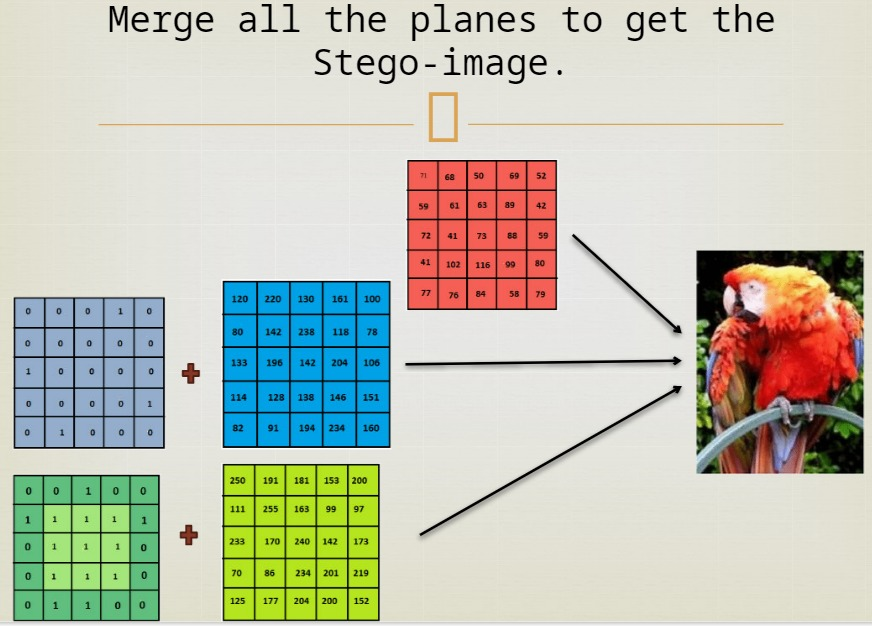 Merge all the planes to get the
Stego-image.
71 68 50 69 52
59 61 63 89 42
72 41 73 88 59
41 102 116 99 80
77 76 84 58 79
0 0 0 1 0
0 0 0 0 0
1 0 0 0 0
0 0 0 0 1
0 1 0 0 0
120 220 130 161 100
80 142 238 118 78
133 196 142 204 106
114 128 138 146 151
82 91 194 234 160
0 0 1 0 0
1 1 1 1 1
0 1 1 1 0
0 1 1 1 0
0 1 1 0 0
250 191 181 153 200
111 255 163 99 97
233 170 240 142 173
70 86 234 201 219
125 177 204 200 152